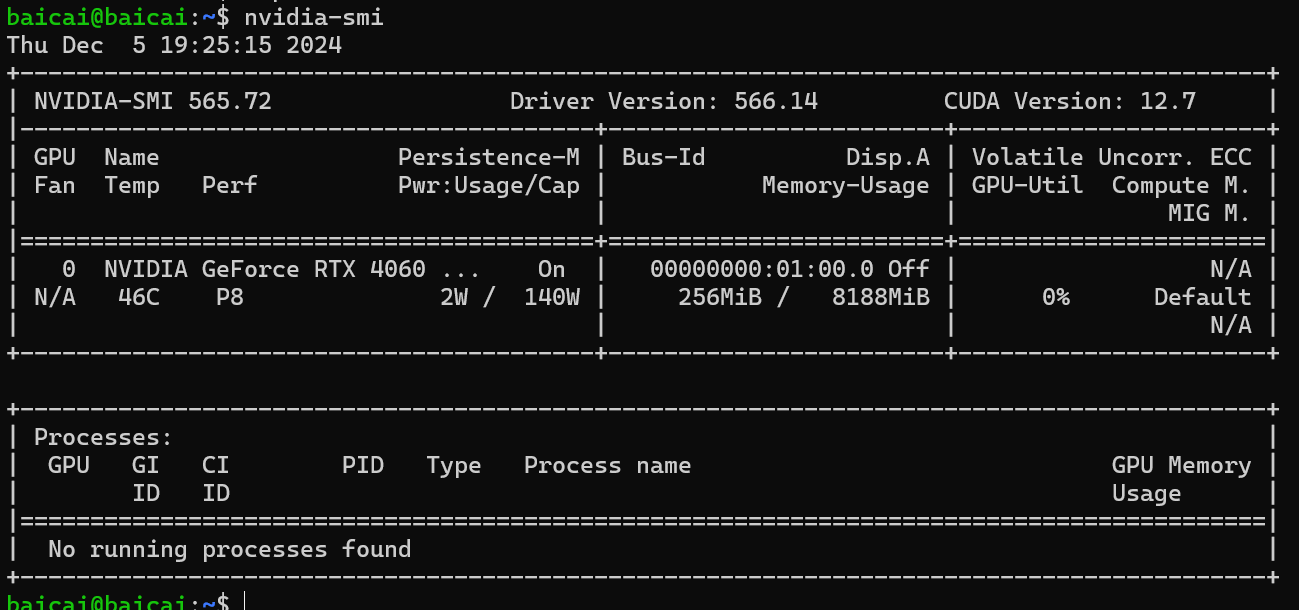 baicai@baicai:~$ nvidia-smi
Thu Dec  5 19:25:15 2024
+-----------------------------------------------------------------------------------------+
| NVIDIA-SMI 565.72                 Driver Version: 566.14         CUDA Version: 12.7     |
|-----------------------------------------+------------------------+----------------------+
| GPU  Name                 Persistence-M | Bus-Id          Disp.A | Volatile Uncorr. ECC |
| Fan  Temp   Perf          Pwr:Usage/Cap |           Memory-Usage | GPU-Util  Compute M. |
|                                         |                        |               MIG M. |
|=========================================+========================+======================|
|   0  NVIDIA GeForce RTX 4060 ...    On  |   00000000:01:00.0 Off |                  N/A |
| N/A   46C    P8              2W /  140W |     256MiB /   8188MiB |      0%      Default |
|                                         |                        |                  N/A |
+-----------------------------------------+------------------------+----------------------+
+-----------------------------------------------------------------------------------------+
| Processes:                                                                              |
|  GPU   GI   CI        PID   Type   Process name                              GPU Memory |
|        ID   ID                                                               Usage      |
|=========================================================================================|
|  No running processes found                                                             |
+-----------------------------------------------------------------------------------------+
baicai@baicai:~$